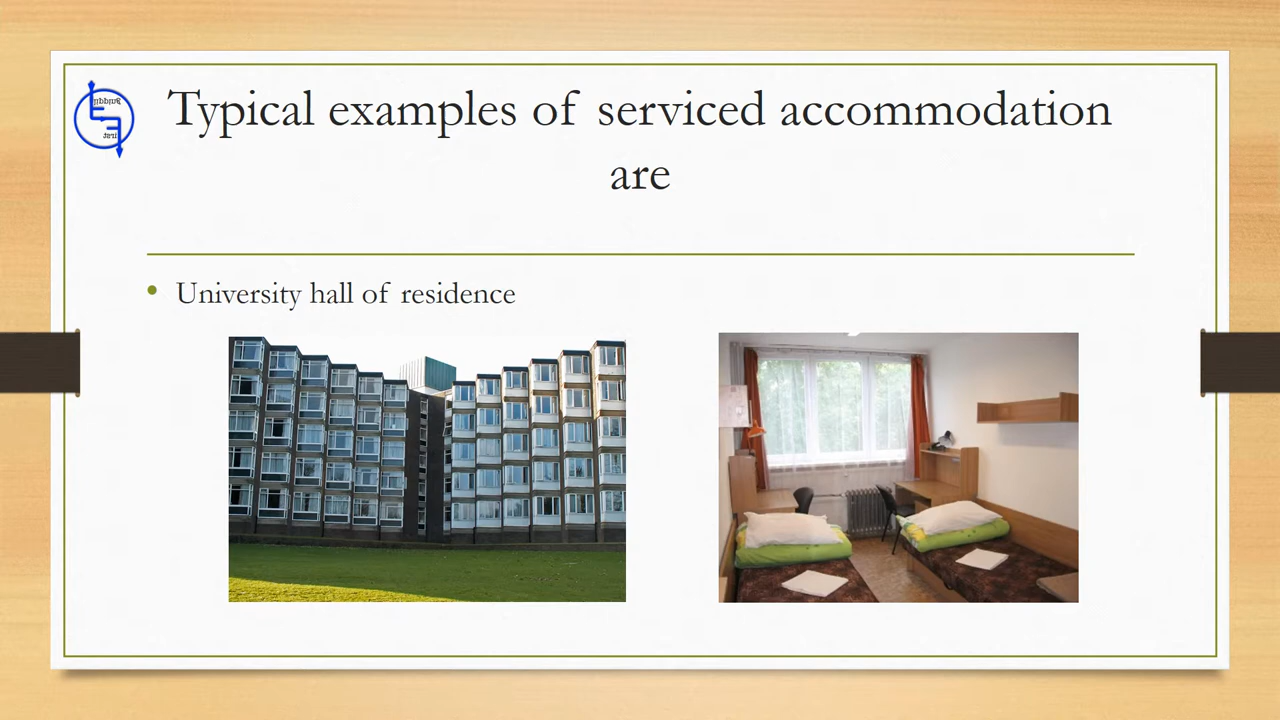 Typical examples of serviced accommodation
are
University hall of residence